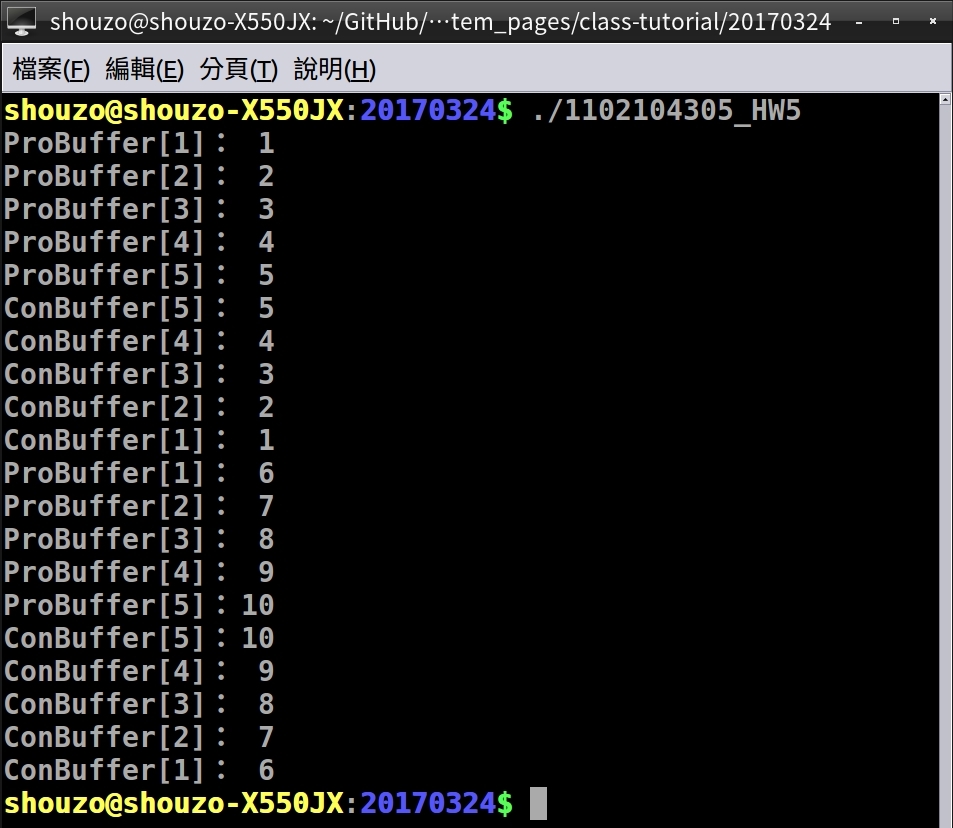 shouzo@shouzo-X550JX: ~/GitHub/···tem_pages/class-tutorial/20170324
檔案(F) 編輯(E) 分頁(T) 說明(H)
shouzo@shouzo-X550JX:20170324$ ./1102104305_HW5
ProBuffer[1]:  1
ProBuffer[2]:  2
ProBuffer[3]:  3
ProBuffer[4]:  4
ProBuffer[5]:  5
ConBuffer[5]:  5
ConBuffer[4]:  4
ConBuffer[3]:  3
ConBuffer[2]:  2
ConBuffer[1]:  1
ProBuffer[1]:  6
ProBuffer[2]:  7
ProBuffer[3]:  8
ProBuffer[4]:  9
ProBuffer[5]: 10
ConBuffer[5]: 10
ConBuffer[4]:  9
ConBuffer[3]:  8
ConBuffer[2]:  7
ConBuffer[1]:  6
shouzo@shouzo-X550JX:20170324$